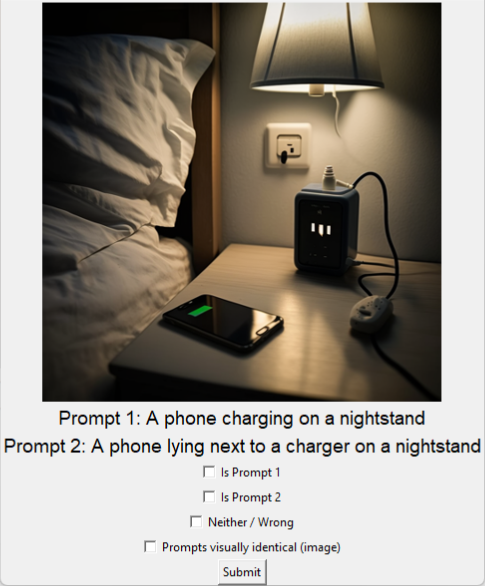 Prompt 1: A phone charging on a nightstand
Prompt 2: A phone lying next to a charger on a nightstand
Is Prompt 1
Is Prompt 2
Neither / Wrong
Prompts visually identical (image)
Submit